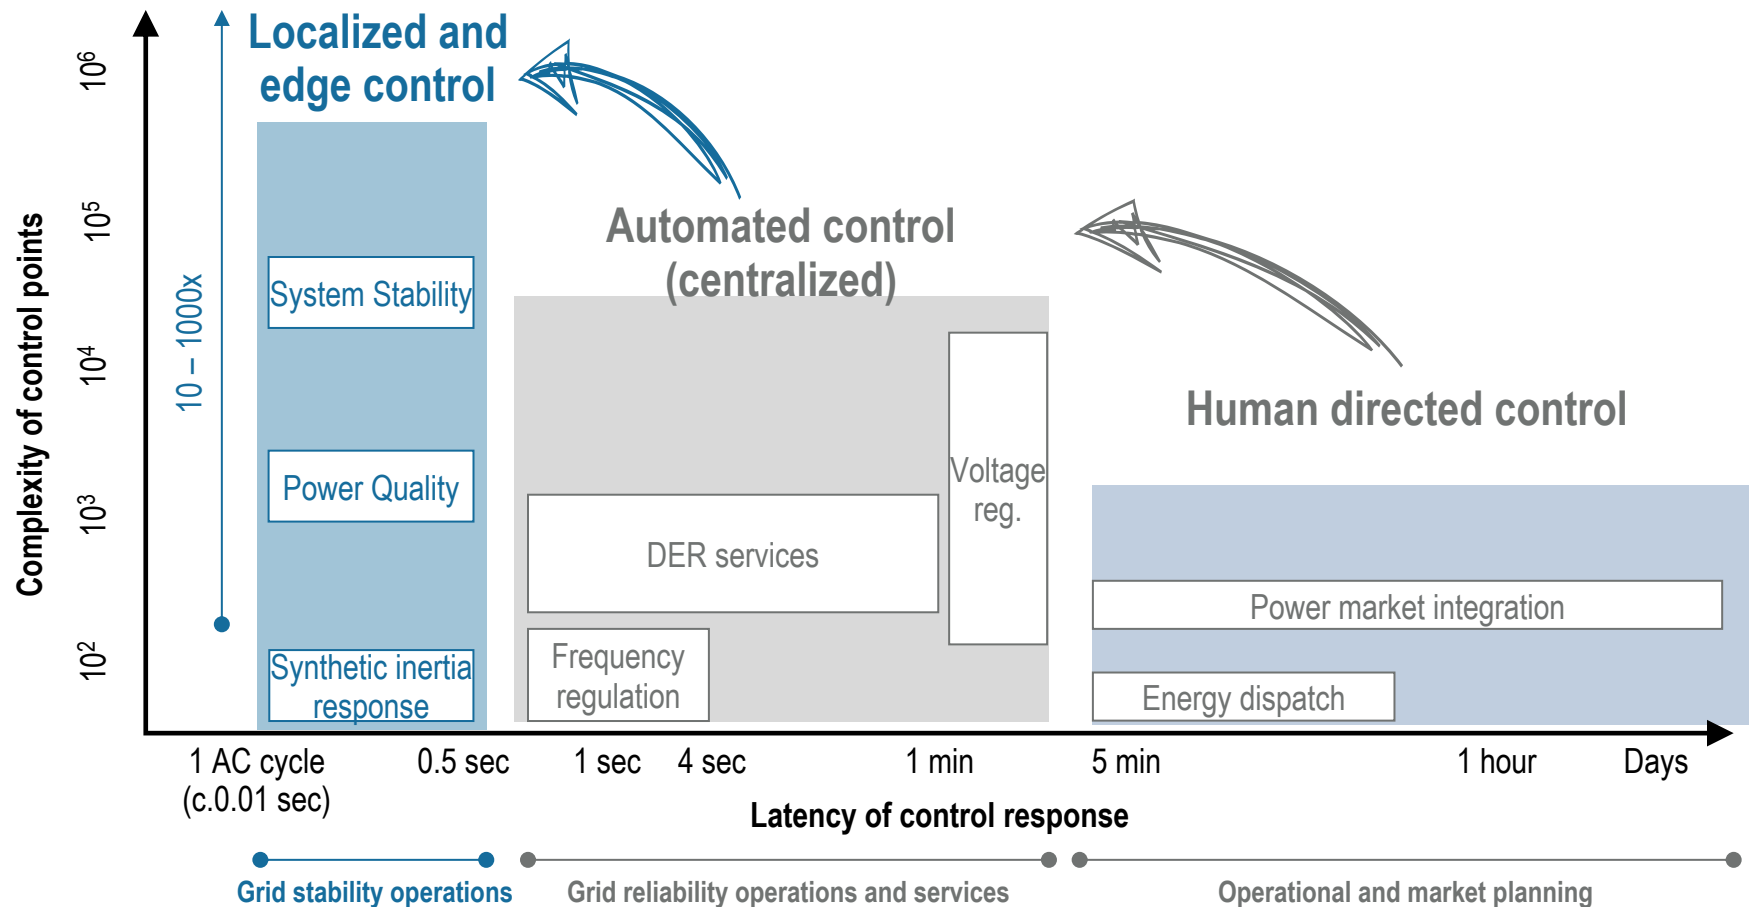 Localized and
edge control
Automated control
(centralized)
Human directed control
Complexity of control points
10⁶
10⁵
10⁴
10³
10²
10 – 1000x
System Stability
Power Quality
Synthetic inertia
response
DER services
Frequency
regulation
Voltage
reg.
Power market integration
Energy dispatch
1 AC cycle
(c.0.01 sec)
0.5 sec
1 sec
4 sec
1 min
5 min
1 hour
Days
Latency of control response
Grid stability operations
Grid reliability operations and services
Operational and market planning